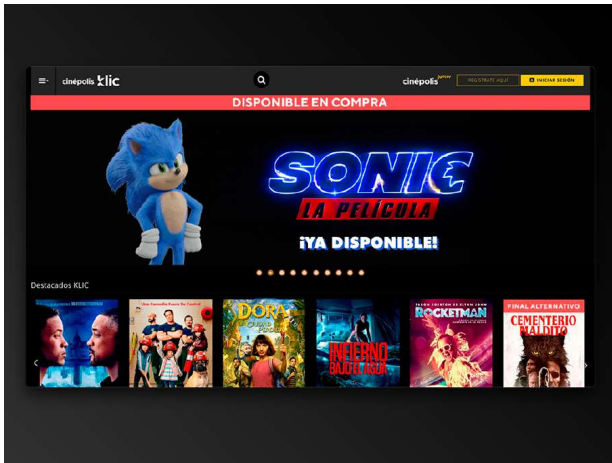 cinépolis klic
cinépolis
REGÍSTRATE AQUÍ
INICIAR SESIÓN
DISPONIBLE EN COMPRA
SONIC
LA PELÍCULA
¡YA DISPONIBLE!
Destacados KLIC
DORA
ROCKETMAN
INFIERNO
BAJO EL AGUA
FINAL ALTERNATIVO
CEMENTERIO
MALDITO